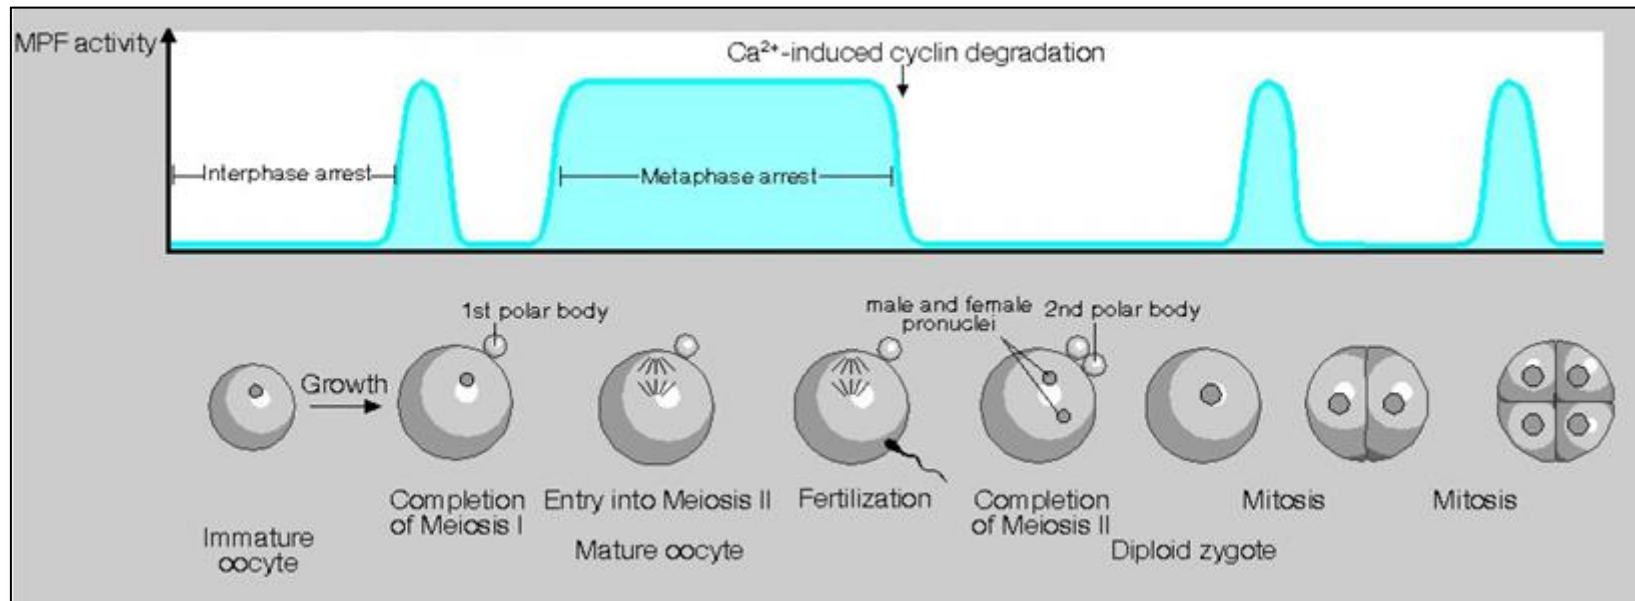 MPF activity
Ca²⁺-induced cyclin degradation
Interphase arrest
Metaphase arrest
1st polar body
male and female
pronuclei
2nd polar body
Growth
Immature
oocyte
Completion
of Meiosis I
Entry into Meiosis II
Mature oocyte
Fertilization
Completion
of Meiosis II
Diploid zygote
Mitosis
Mitosis